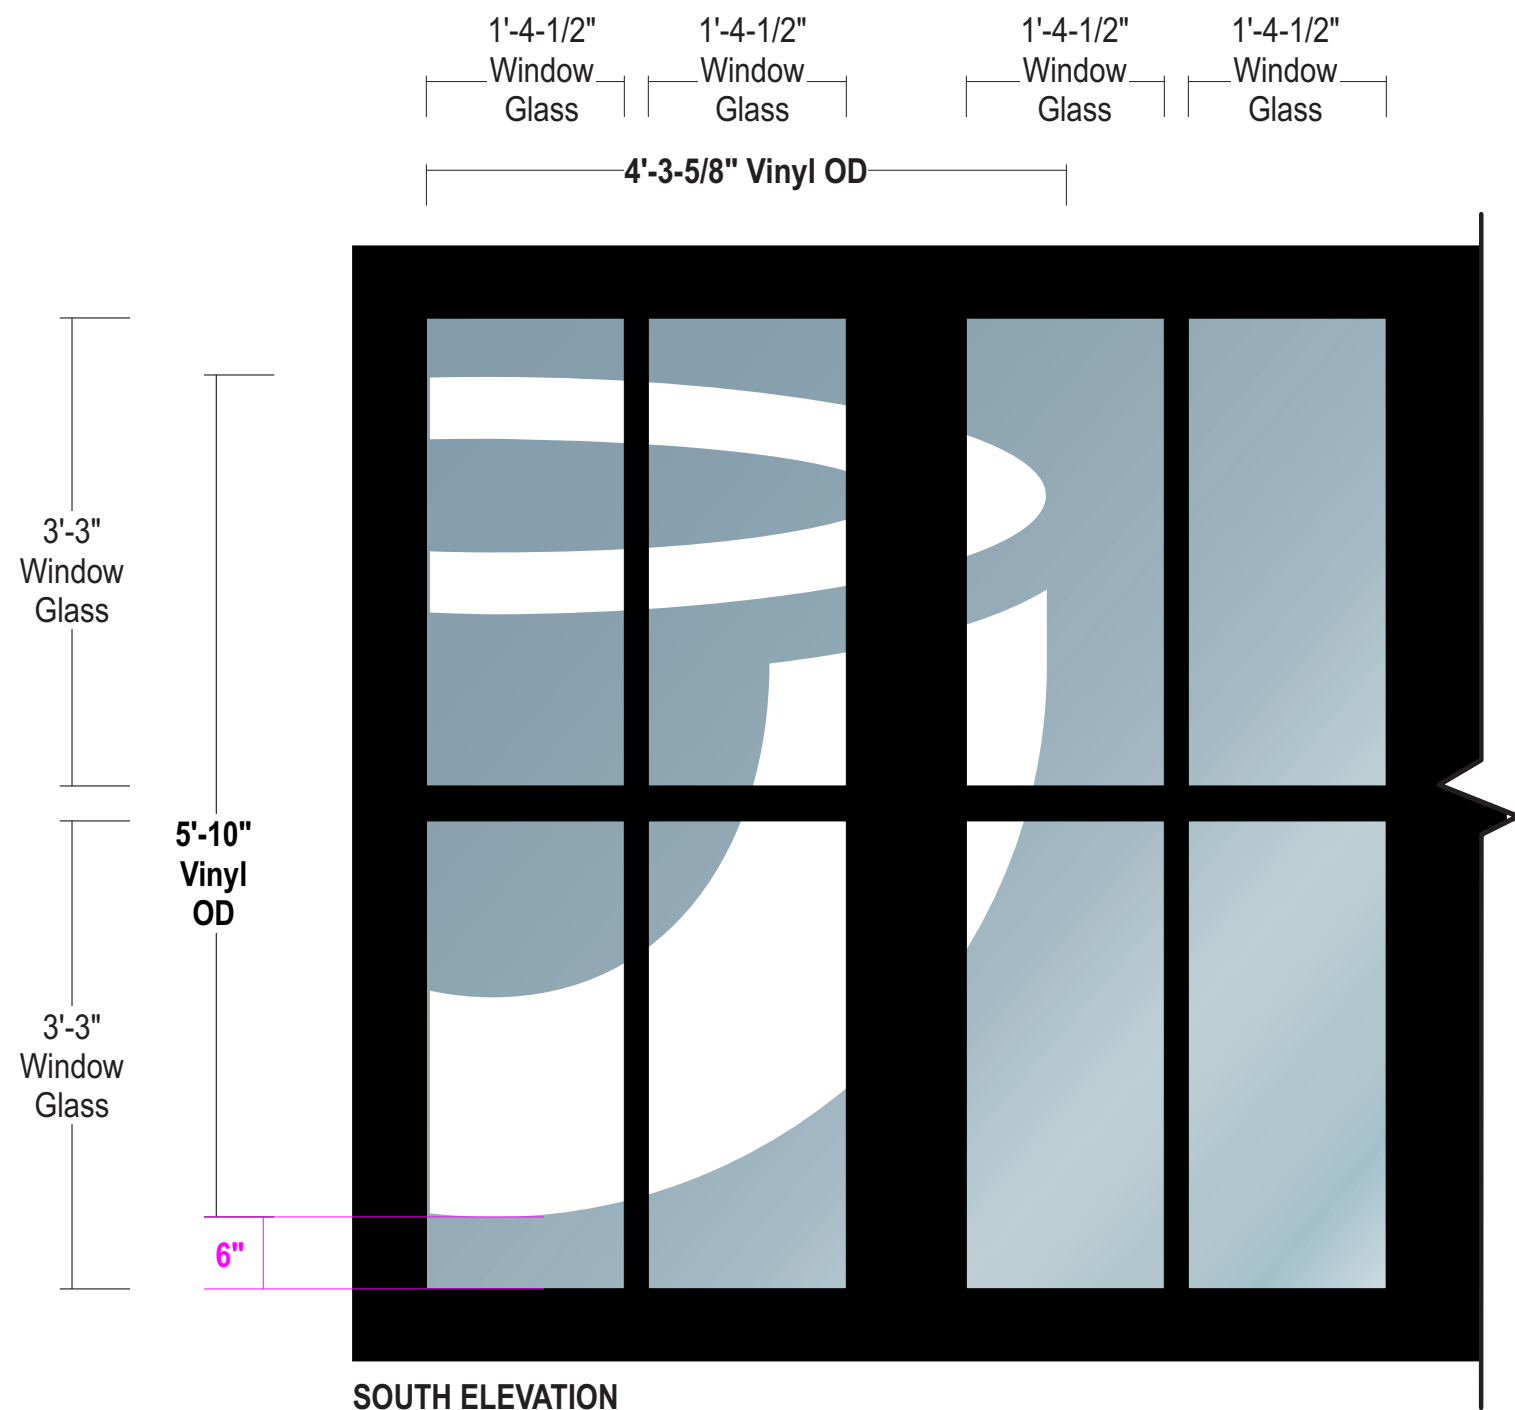 1'-4-1/2"
Window
Glass
1'-4-1/2"
Window
Glass
1'-4-1/2"
Window
Glass
1'-4-1/2"
Window
Glass
4'-3-5/8" Vinyl OD
3'-3"
Window
Glass
5'-10"
Vinyl
OD
3'-3"
Window
Glass
6"
SOUTH ELEVATION